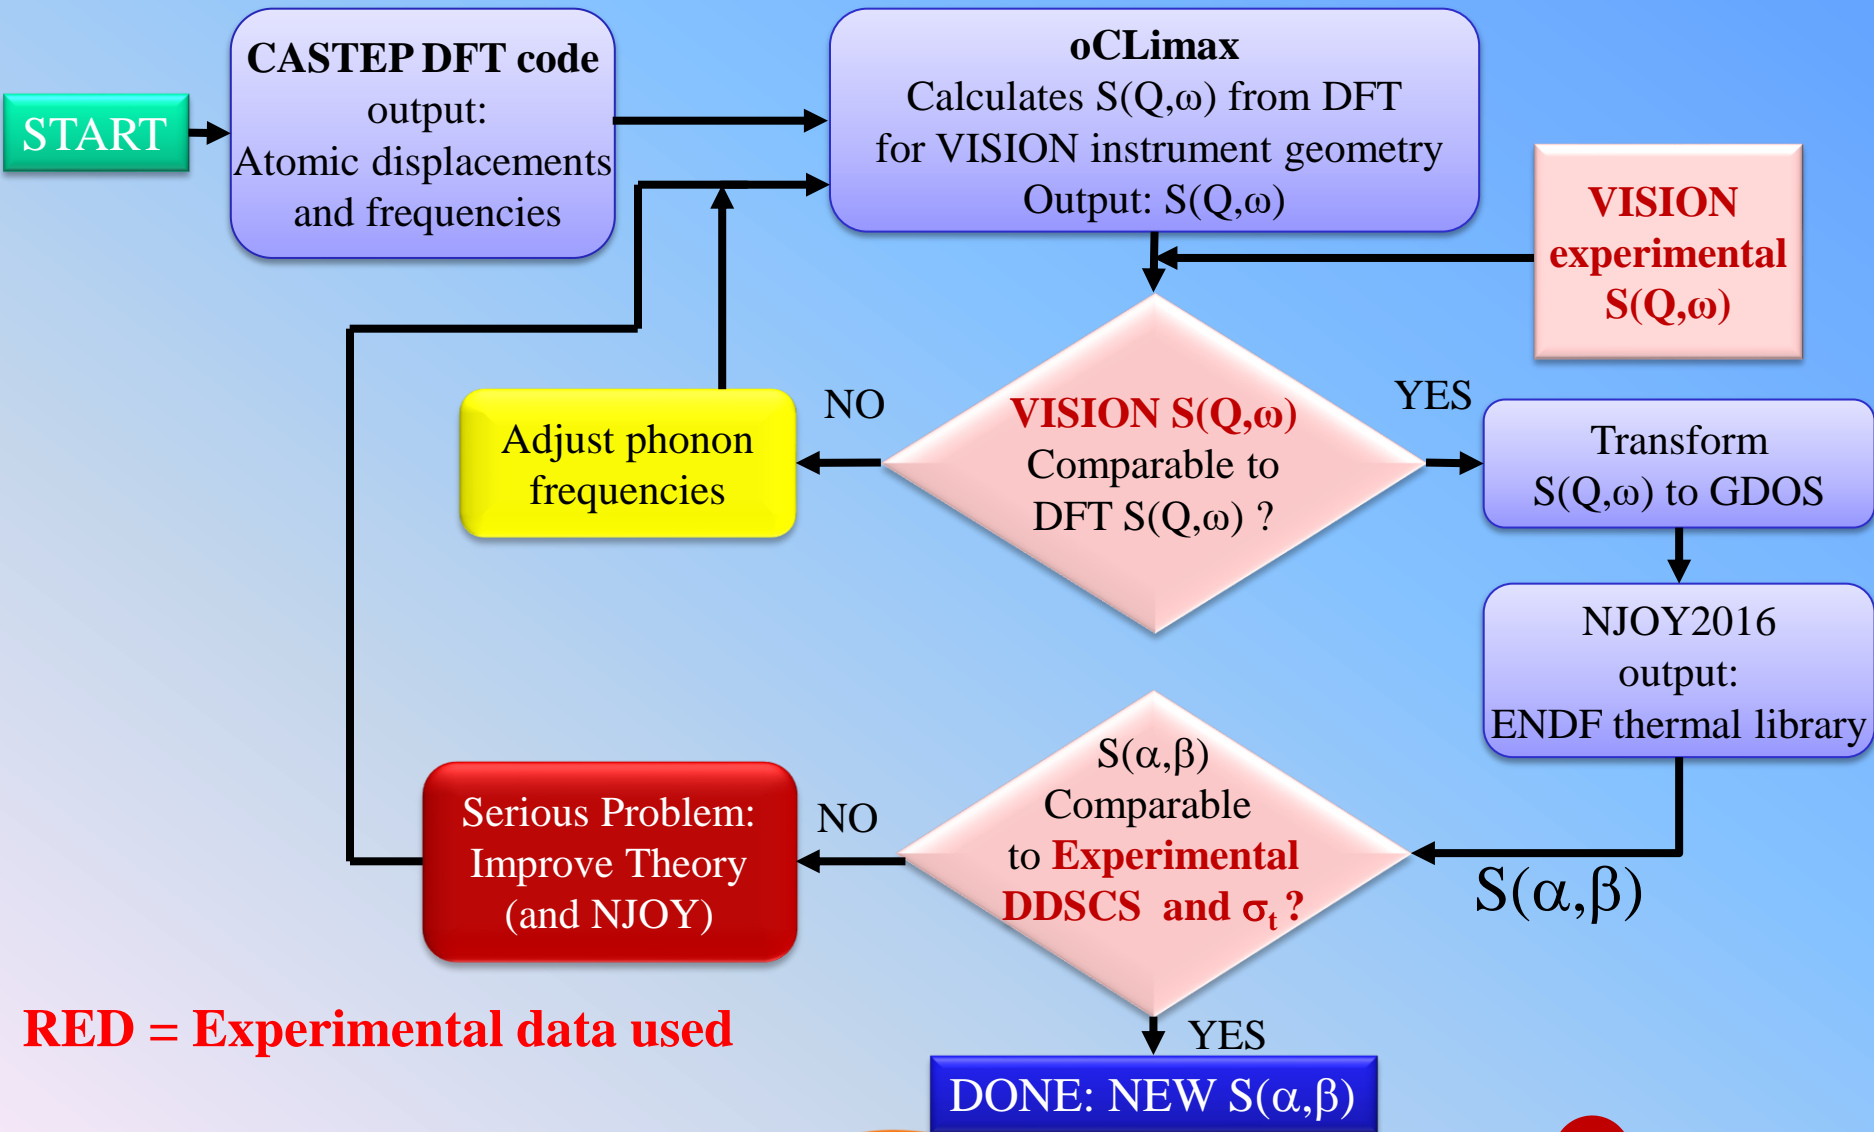 START
CASTEP DFT code
output:
Atomic displacements
and frequencies
oCLimax
Calculates S(Q,ω) from DFT
for VISION instrument geometry
Output: S(Q,ω)
VISION
experimental
S(Q,ω)
NO
YES
Adjust phonon
frequencies
VISION S(Q,ω)
Comparable to
DFT S(Q,ω) ?
Transform
S(Q,ω) to GDOS
NJOY2016
output:
ENDF thermal library
S(α,β)
S(α,β)
Comparable
to Experimental
DDSCS and σt ?
NO
Serious Problem:
Improve Theory
(and NJOY)
YES
DONE: NEW S(α,β)
RED = Experimental data used